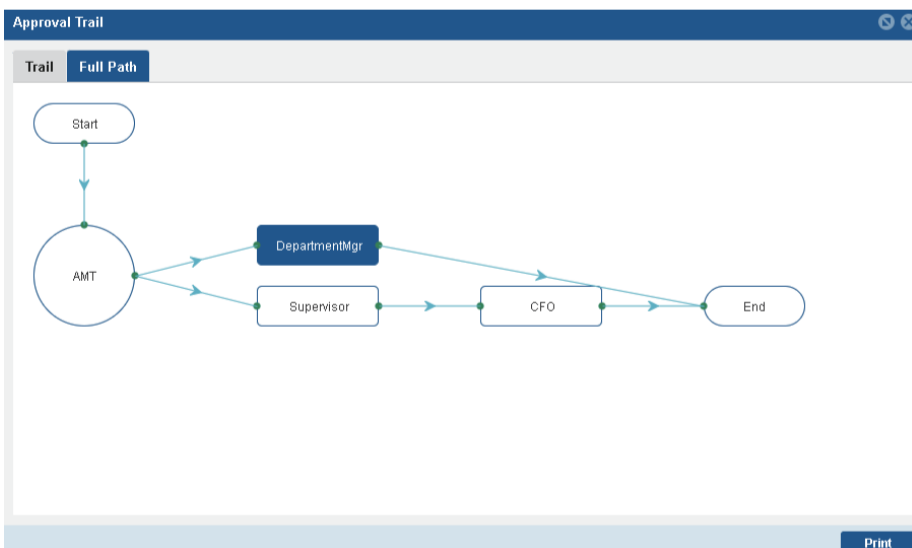 Approval Trail
Trail Full Path
Start
AMT
DepartmentMgr
Supervisor CFO End
Print